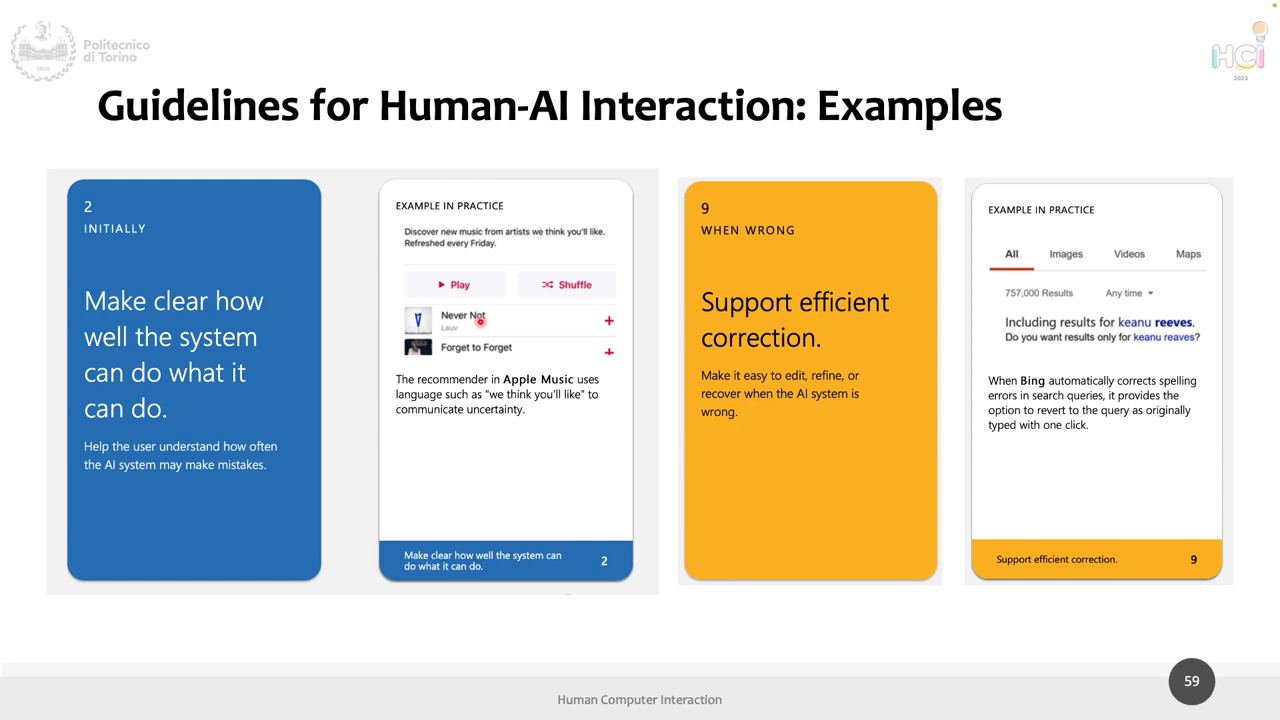 Politecnico
di Torino
1859
HCI
2023
Guidelines for Human-AI Interaction: Examples
2
INITIALLY
Make clear how
well the system
can do what it
can do.
Help the user understand how often
the AI system may make mistakes.
EXAMPLE IN PRACTICE
Discover new music from artists we think you'll like.
Refreshed every Friday.
Play
Shuffle
Never Not
Lauv
Forget to Forget
The recommender in Apple Music uses
language such as "we think you'll like" to
communicate uncertainty.
Make clear how well the system can
do what it can do.
2
9
WHEN WRONG
Support efficient
correction.
Make it easy to edit, refine, or
recover when the AI system is
wrong.
EXAMPLE IN PRACTICE
All Images Videos Maps
757,000 Results Any time
Including results for keanu reeves.
Do you want results only for keanu reaves?
When Bing automatically corrects spelling
errors in search queries, it provides the
option to revert to the query as originally
typed with one click.
Support efficient correction.
9
Human Computer Interaction
59